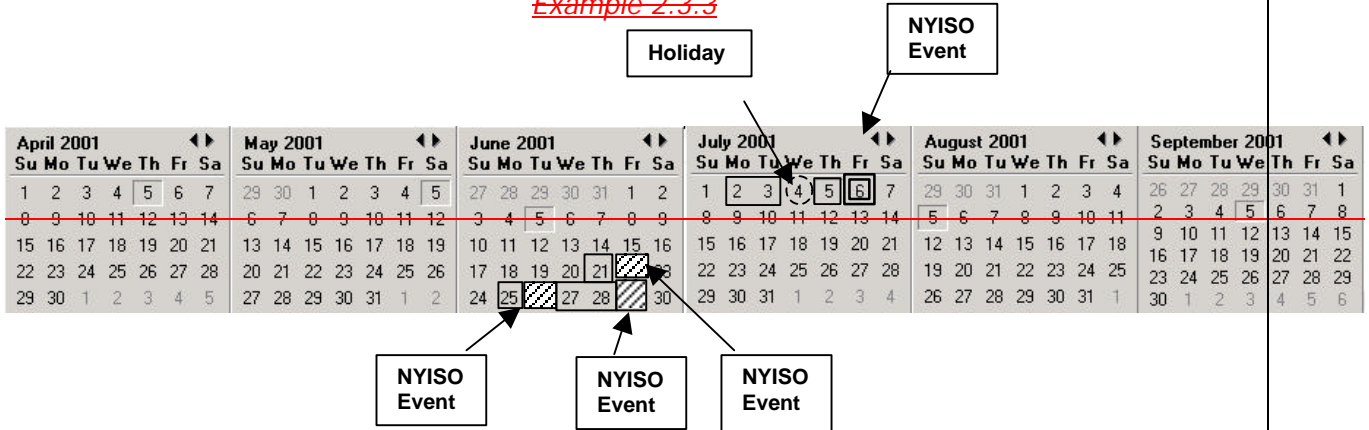 Example 2.3.3
Holiday
NYISO
Event
April 2001
Su Mo Tu We Th Fr Sa
1 2 3 4 5 6 7
8 9 10 11 12 13 14
15 16 17 18 19 20 21
22 23 24 25 26 27 28
29 30 1 2 3 4 5
May 2001
Su Mo Tu We Th Fr Sa
29 30 1 2 3 4 5
6 7 8 9 10 11 12
13 14 15 16 17 18 19
20 21 22 23 24 25 26
27 28 29 30 31 1 2
June 2001
Su Mo Tu We Th Fr Sa
27 28 29 30 31 1 2
3 4 5 6 7 8 9
10 11 12 13 14 15 16
17 18 19 20 21
24 25 27 28 30
July 2001
Su Mo Tu We Th Fr Sa
1 2 3 4 5 6 7
8 9 10 11 12 13 14
15 16 17 18 19 20 21
22 23 24 25 26 27 28
29 30 31 1 2 3 4
August 2001
Su Mo Tu We Th Fr Sa
29 30 31 1 2 3 4
5 6 7 8 9 10 11
12 13 14 15 16 17 18
19 20 21 22 23 24 25
26 27 28 29 30 31 1
September 2001
Su Mo Tu We Th Fr Sa
26 27 28 29 30 31 1
2 3 4 5 6 7 8
9 10 11 12 13 14 15
16 17 18 19 20 21 22
23 24 25 26 27 28 29
30 1 2 3 4 5 6
NYISO
Event
NYISO
Event
NYISO
Event